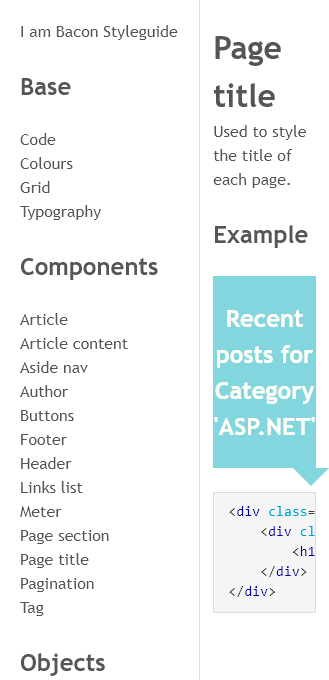 I am Bacon Styleguide
Base
Code
Colours
Grid
Typography
Components
Article
Article content
Aside nav
Author
Buttons
Footer
Header
Links list
Meter
Page section
Page title
Pagination
Tag
Objects
Page
title
Used to style
the title of
each page.
Example
Recent
posts for
Category
'ASP.NET'
<div class=
<div cl
<h1
</div>
</div>